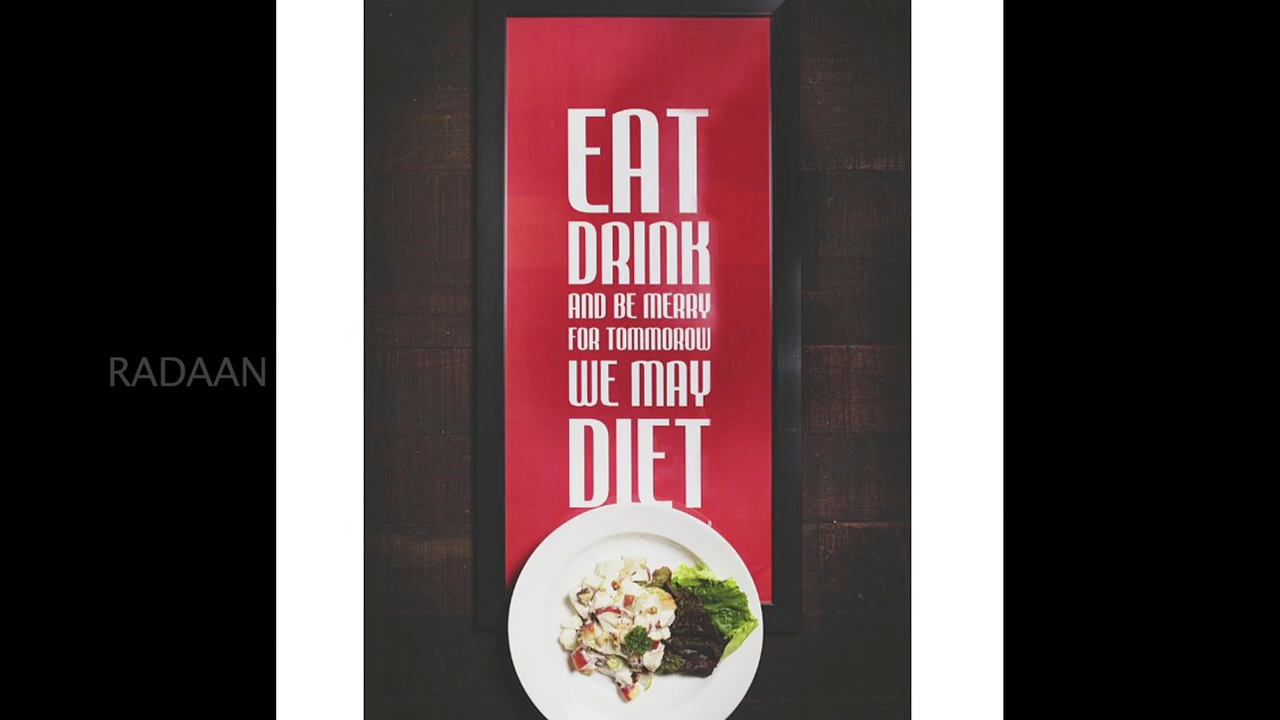 RADAAN
EAT
DRINK
AND BE MERRY
FOR TOMMOROW
WE MAY
DIET